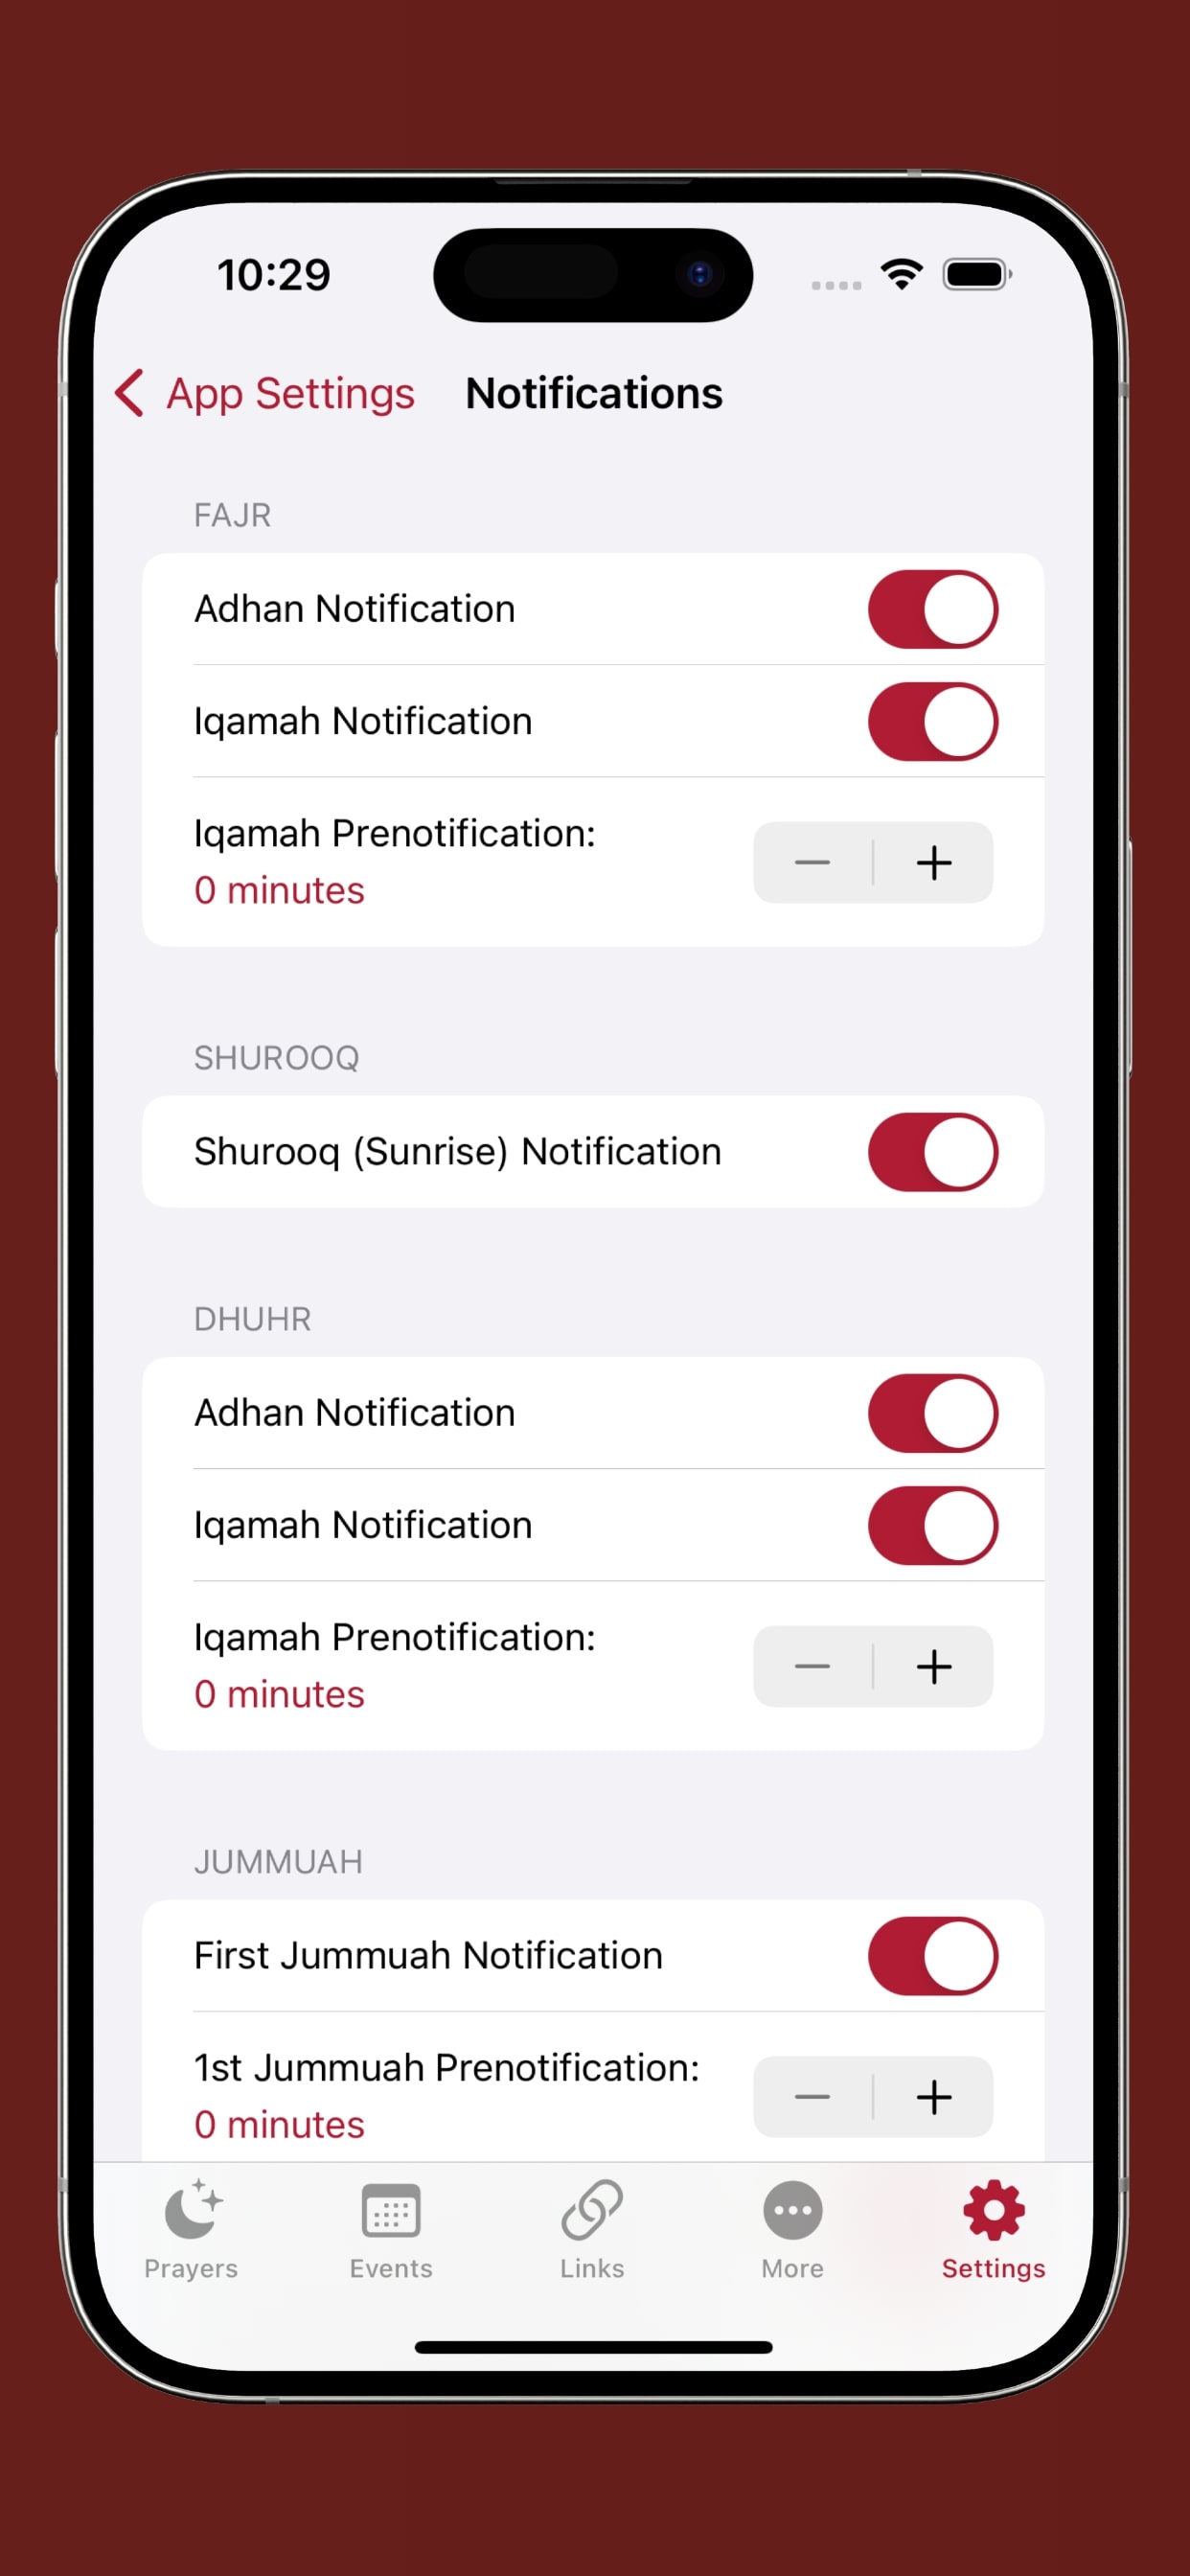 10:29
App Settings Notifications
FAJR
Adhan Notification
Iqamah Notification
Iqamah Prenotification:
0 minutes
SHUROOQ
Shurooq (Sunrise) Notification
DHUHR
Adhan Notification
Iqamah Notification
Iqamah Prenotification:
0 minutes
JUMMUAH
First Jummuah Notification
1st Jummuah Prenotification:
0 minutes
Prayers Events Links More Settings